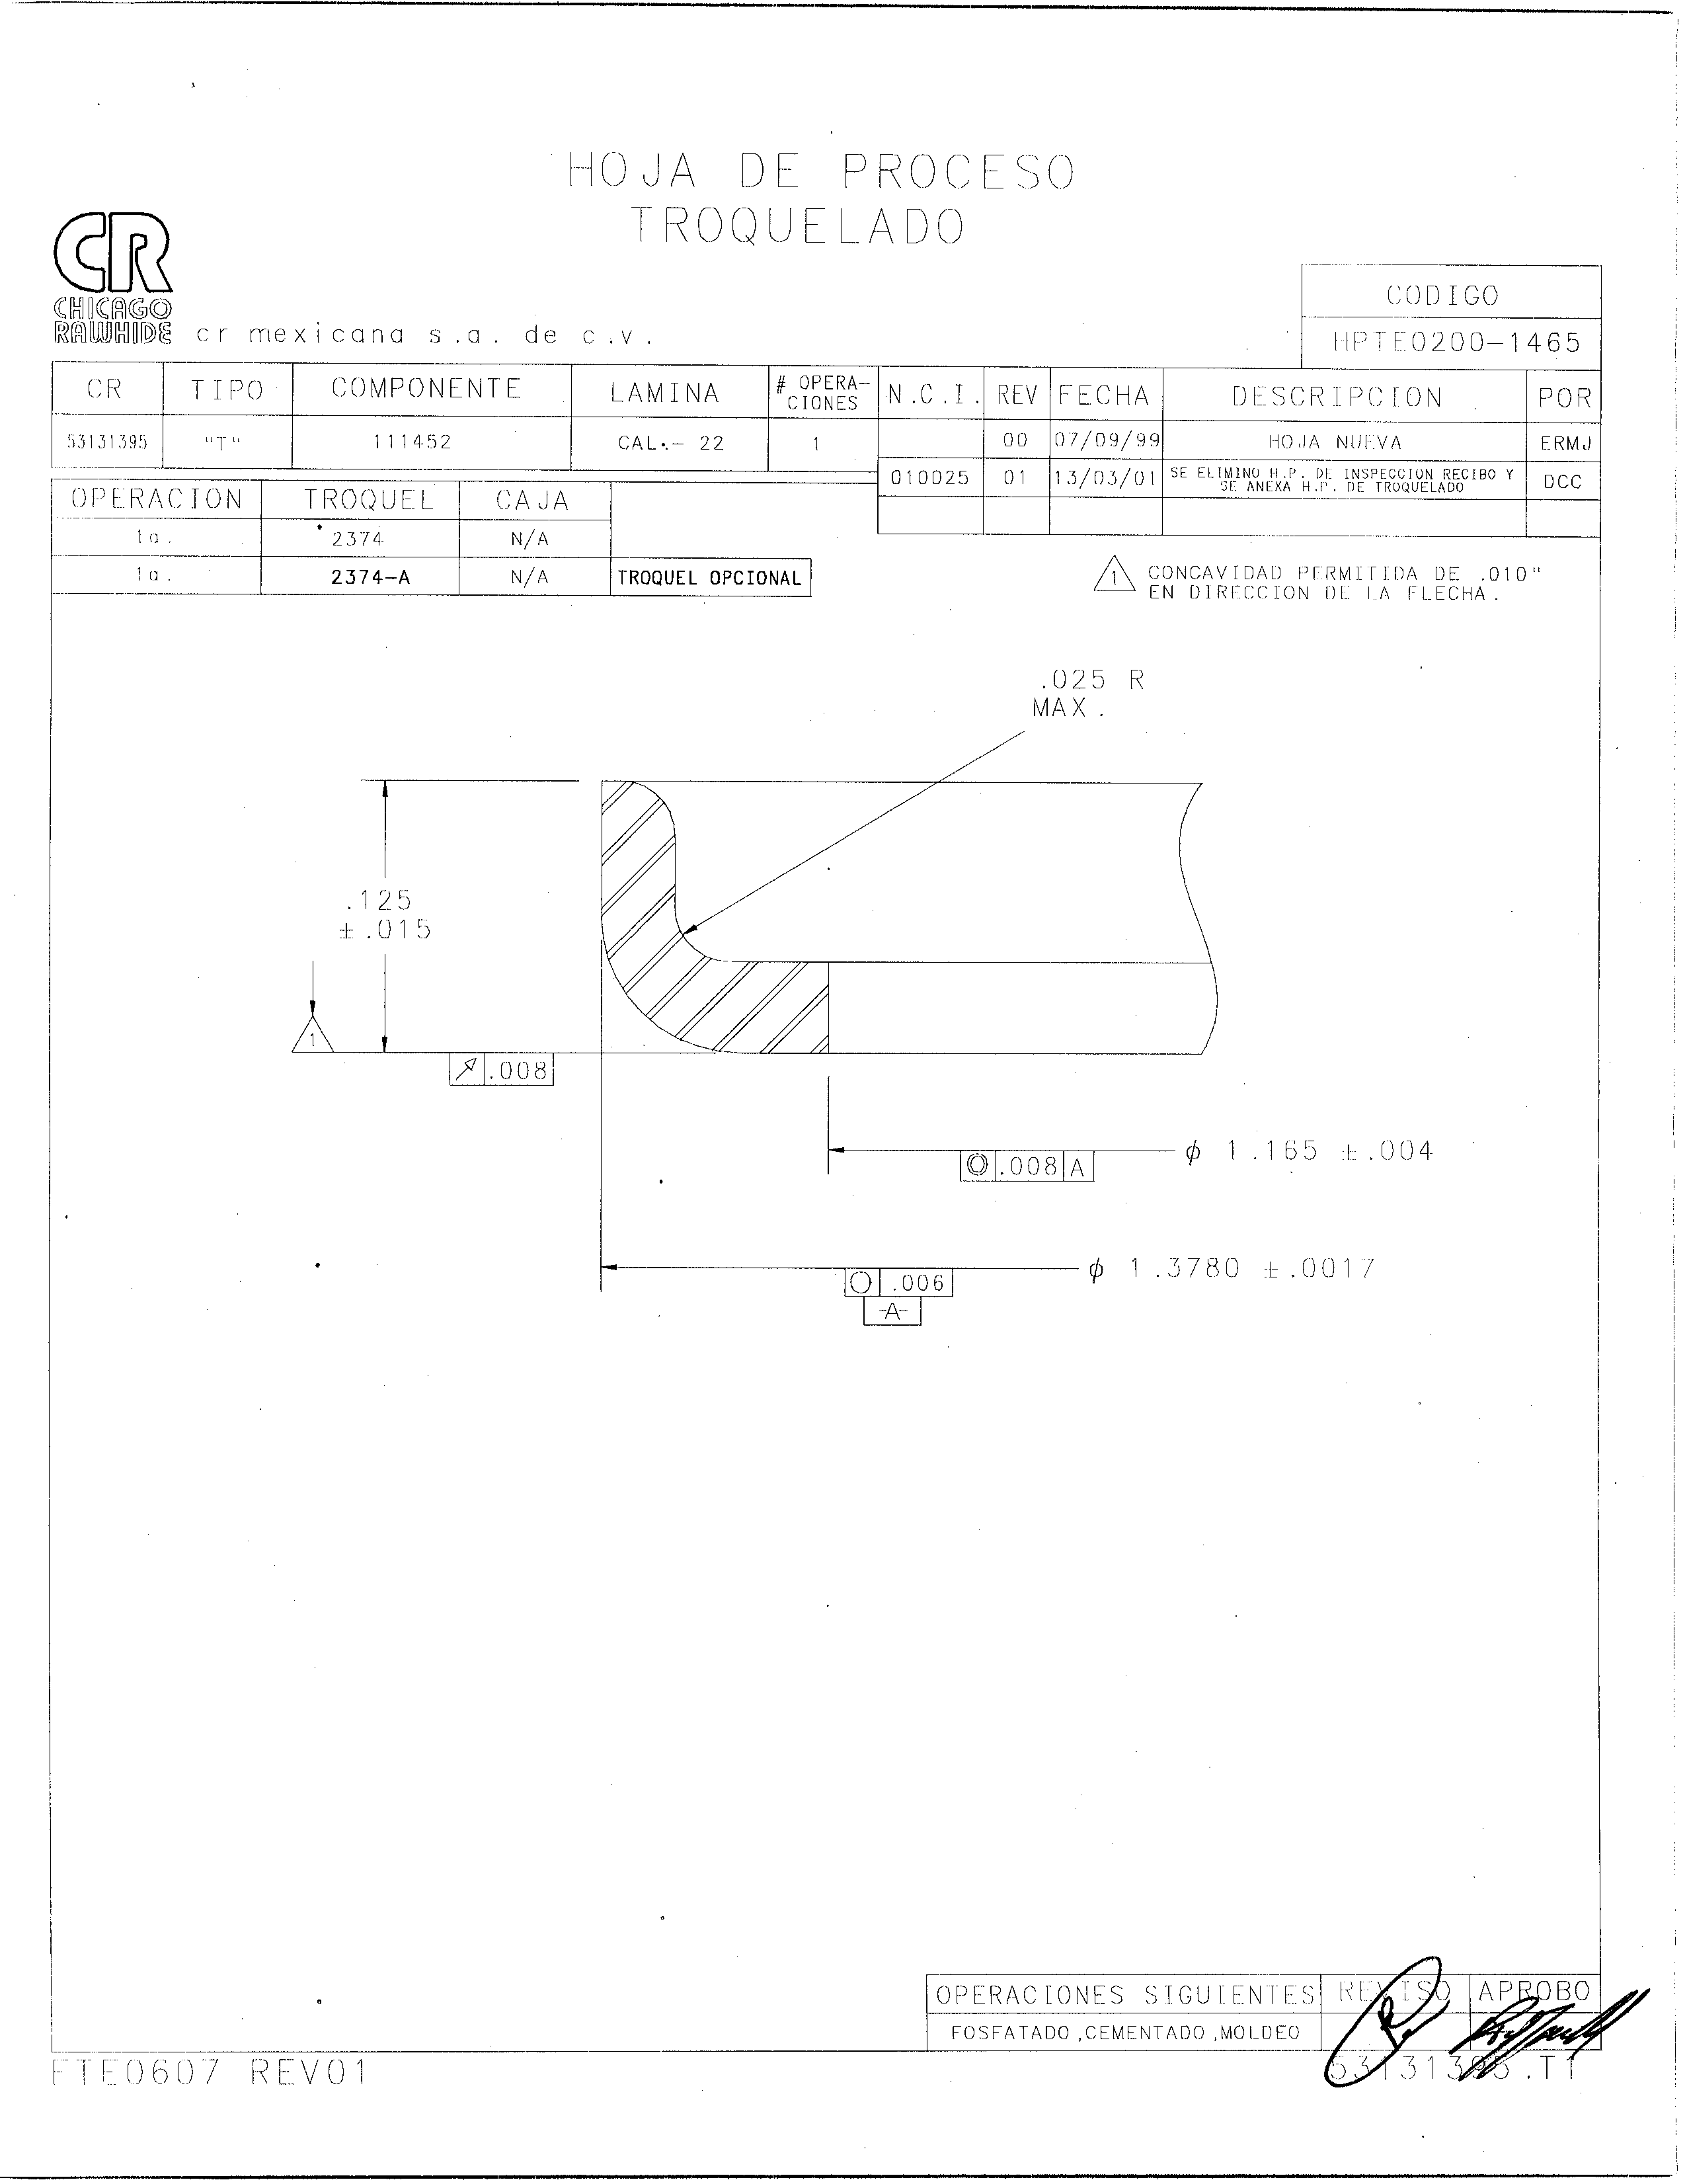 HOJA DE PROCESO
TROQUELADO
CR
CHICAGO
RAWHIDE
cr mexicana s.a. de c.v.
CODIGO
HPTE0200-1465
CR TIPO COMPONENTE LAMINA # OPERA-
CIONES
53131395 "T" 111452 CAL.- 22 1
N.C.I. REV FECHA DESCRIPCION POR
00 07/09/99 HOJA NUEVA ERMJ
010025 01 13/03/01 SE ELIMINO H.P. DE INSPECCION RECIBO Y
SE ANEXA H.P. DE TROQUELADO DCC
OPERACION TROQUEL CAJA
1a. 2374 N/A
1a. 2374-A N/A TROQUEL OPCIONAL
1 CONCAVIDAD PERMITIDA DE .010"
EN DIRECCION DE LA FLECHA.
.025 R
MAX.
.125
±.015
1
.008
ϕ 1.165 ±.004
.008 A
ϕ 1.3780 ±.0017
.006
-A-
OPERACIONES SIGUIENTES REVISO APROBO
FOSFATADO,CEMENTADO,MOLDEO
FTE0607 REV01
53131395.T1